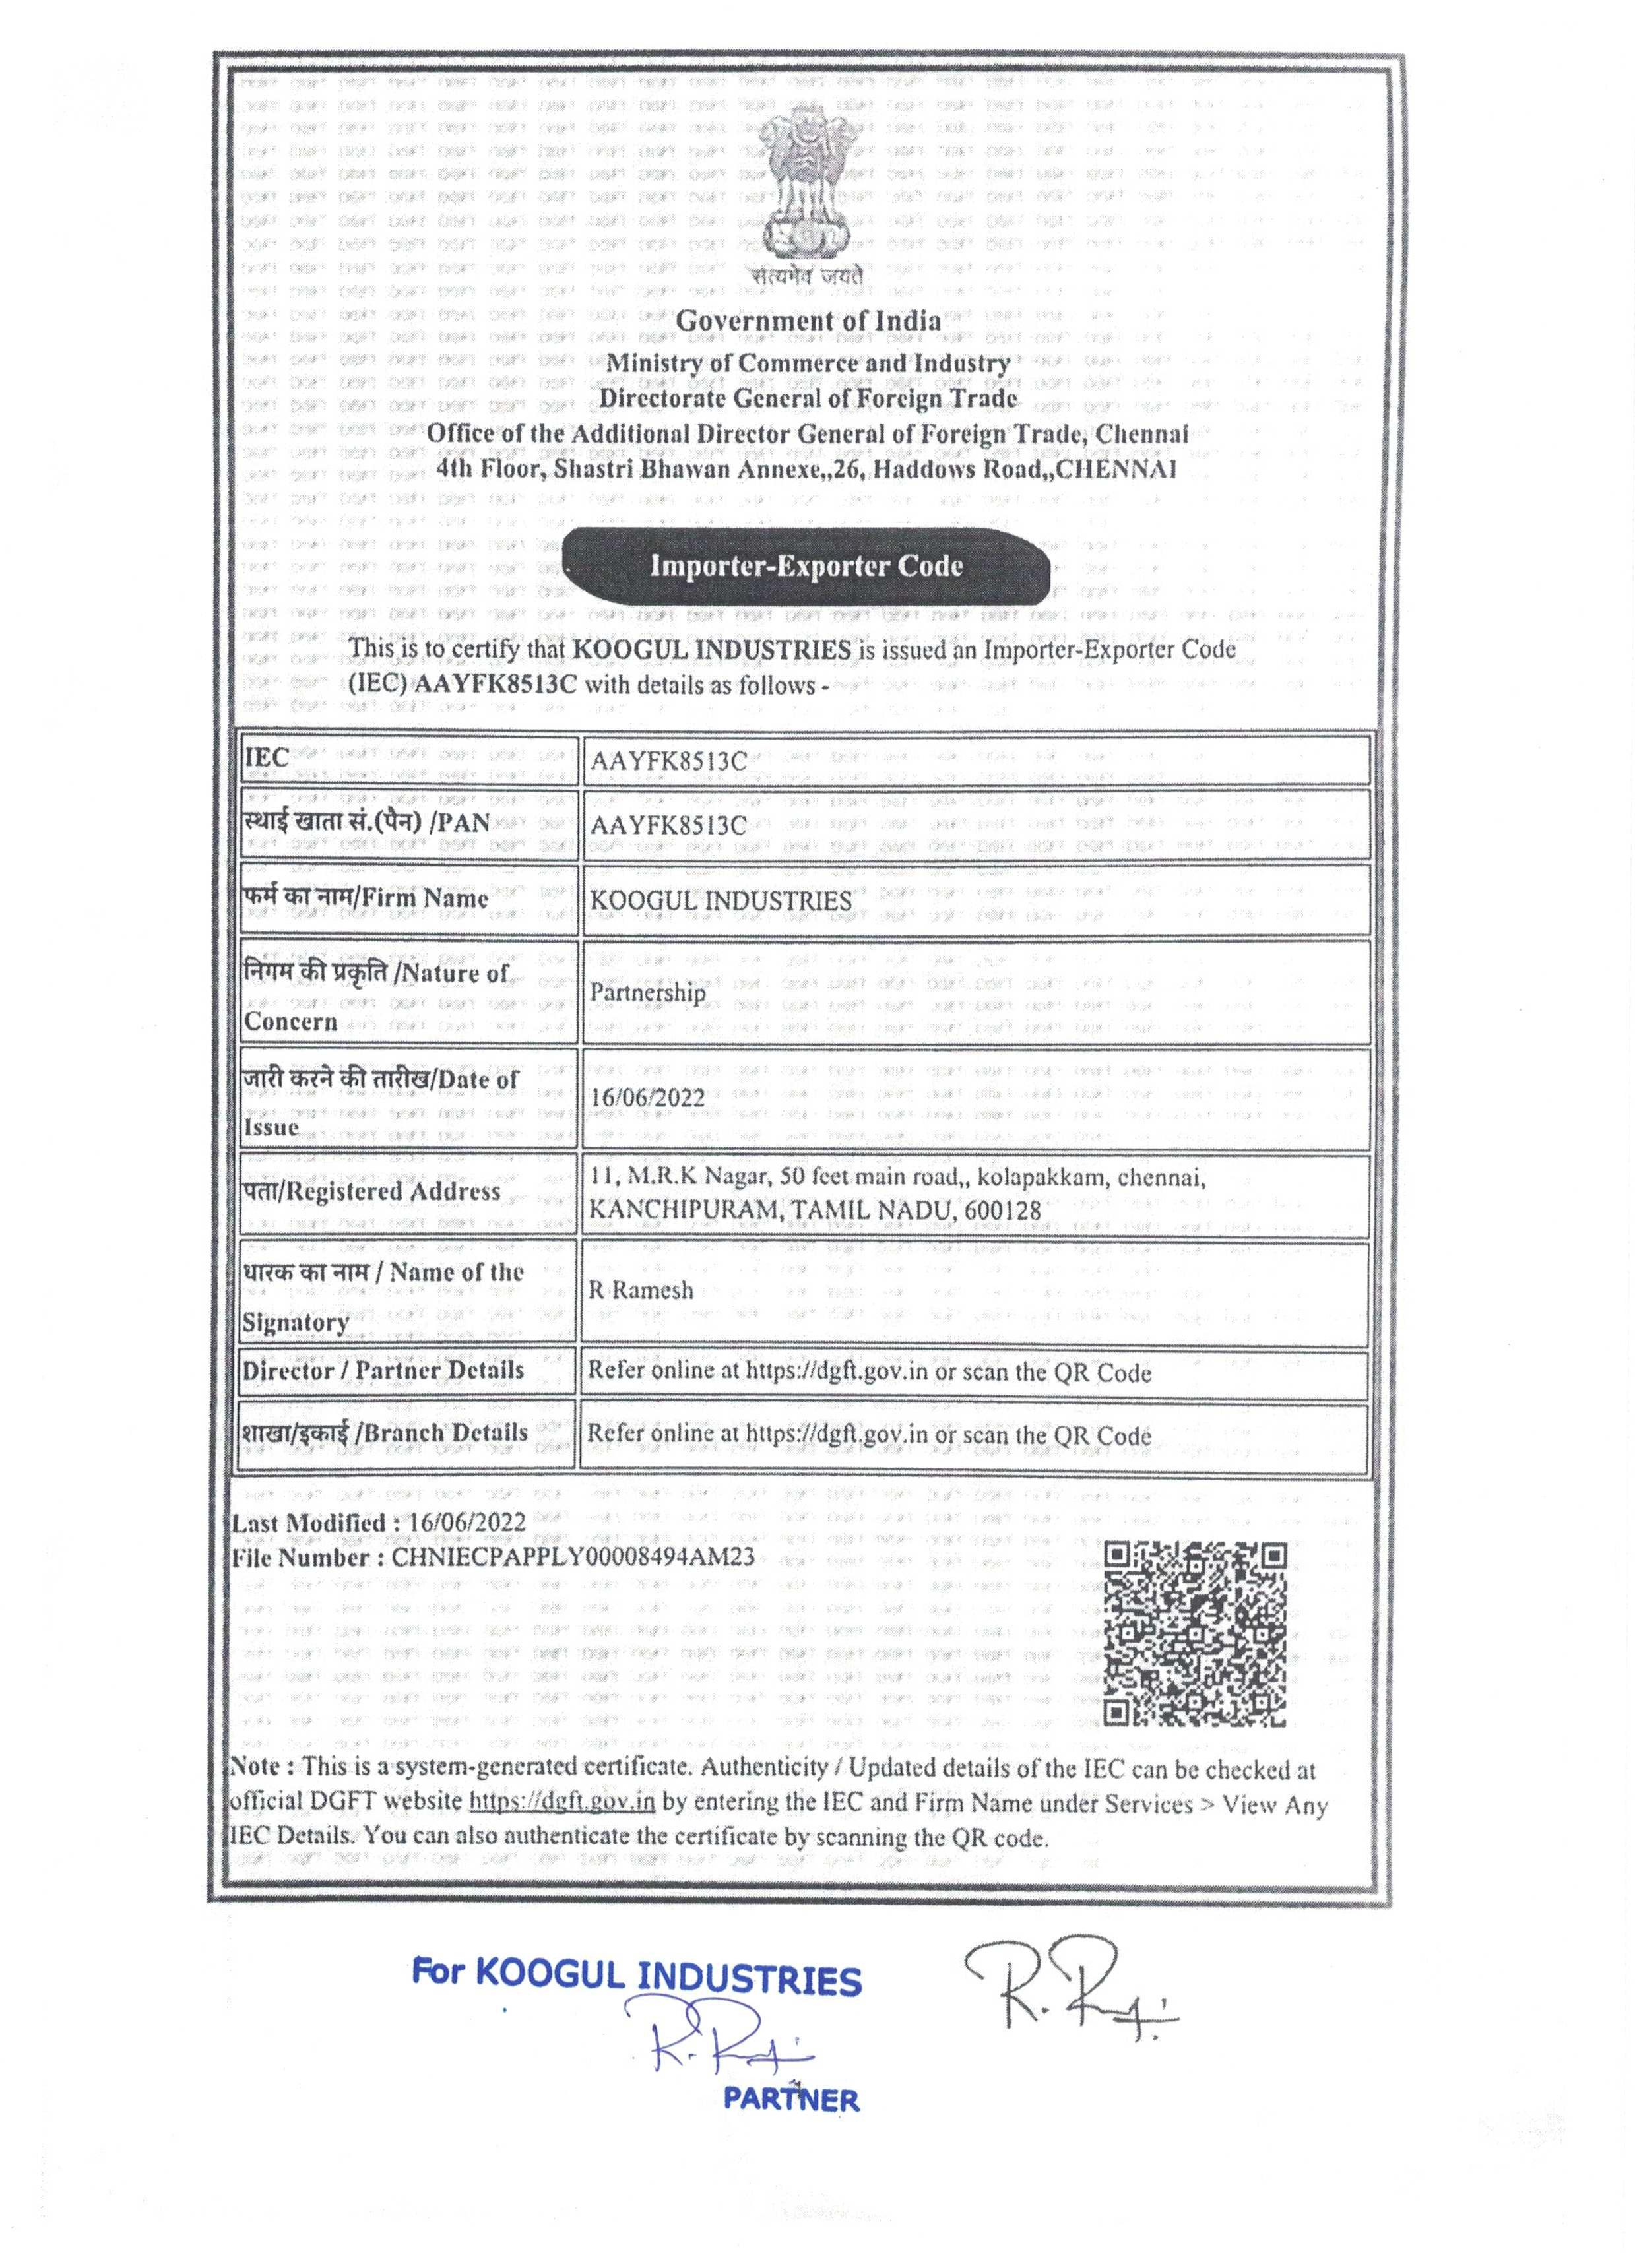 सत्यमेव जयते
Government of India
Ministry of Commerce and Industry
Directorate General of Foreign Trade
Office of the Additional Director General of Foreign Trade, Chennai
4th Floor, Shastri Bhawan Annexe,,26, Haddows Road,,CHENNAI
Importer-Exporter Code
This is to certify that KOOGUL INDUSTRIES is issued an Importer-Exporter Code
(IEC) AAYFK8513C with details as follows -
IEC AAYFK8513C
स्थाई खाता सं.(पैन) /PAN AAYFK8513C
फर्म का नाम/Firm Name KOOGUL INDUSTRIES
निगम की प्रकृति /Nature of
Concern
Partnership
जारी करने की तारीख/Date of
Issue
16/06/2022
पता/Registered Address
11, M.R.K Nagar, 50 feet main road,, kolapakkam, chennai,
KANCHIPURAM, TAMIL NADU, 600128
धारक का नाम / Name of the
Signatory
R Ramesh
Director / Partner Details Refer online at https://dgft.gov.in or scan the QR Code
शाखा/इकाई /Branch Details Refer online at https://dgft.gov.in or scan the QR Code
Last Modified : 16/06/2022
File Number : CHNIECPAPPLY00008494AM23
Note : This is a system-generated certificate. Authenticity / Updated details of the IEC can be checked at
official DGFT website https://dgft.gov.in by entering the IEC and Firm Name under Services > View Any
IEC Details. You can also authenticate the certificate by scanning the QR code.
For KOOGUL INDUSTRIES
PARTNER